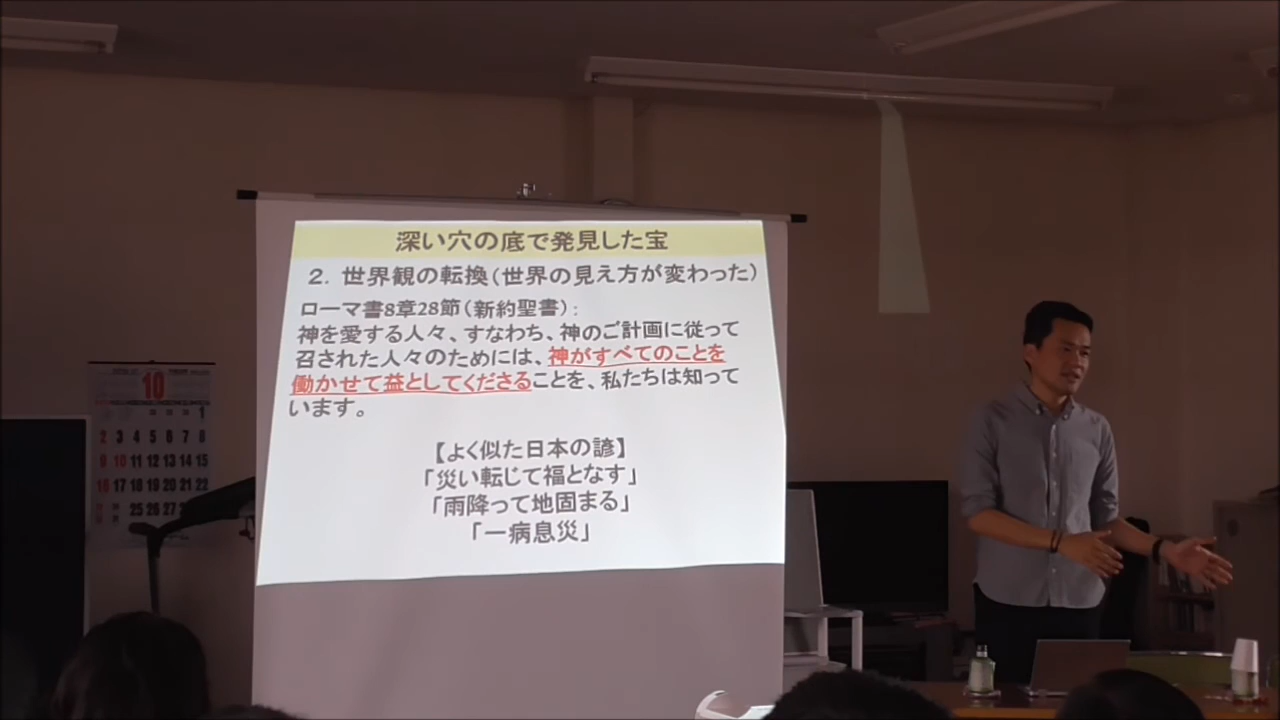 深い穴の底で発見した宝
２．世界観の転換（世界の見え方が変わった）
ローマ書8章28節（新約聖書）：
神を愛する人々、すなわち、神のご計画に従って
召された人々のためには、神がすべてのことを
働かせて益としてくださることを、私たちは知って
います。
【よく似た日本の諺】
「災い転じて福となす」
「雨降って地固まる」
「一病息災」
10
1
2 3 4 5 6 7 8
9 10 11 12 13 14 15
16 17 18 19 20 21 22
25 26 27